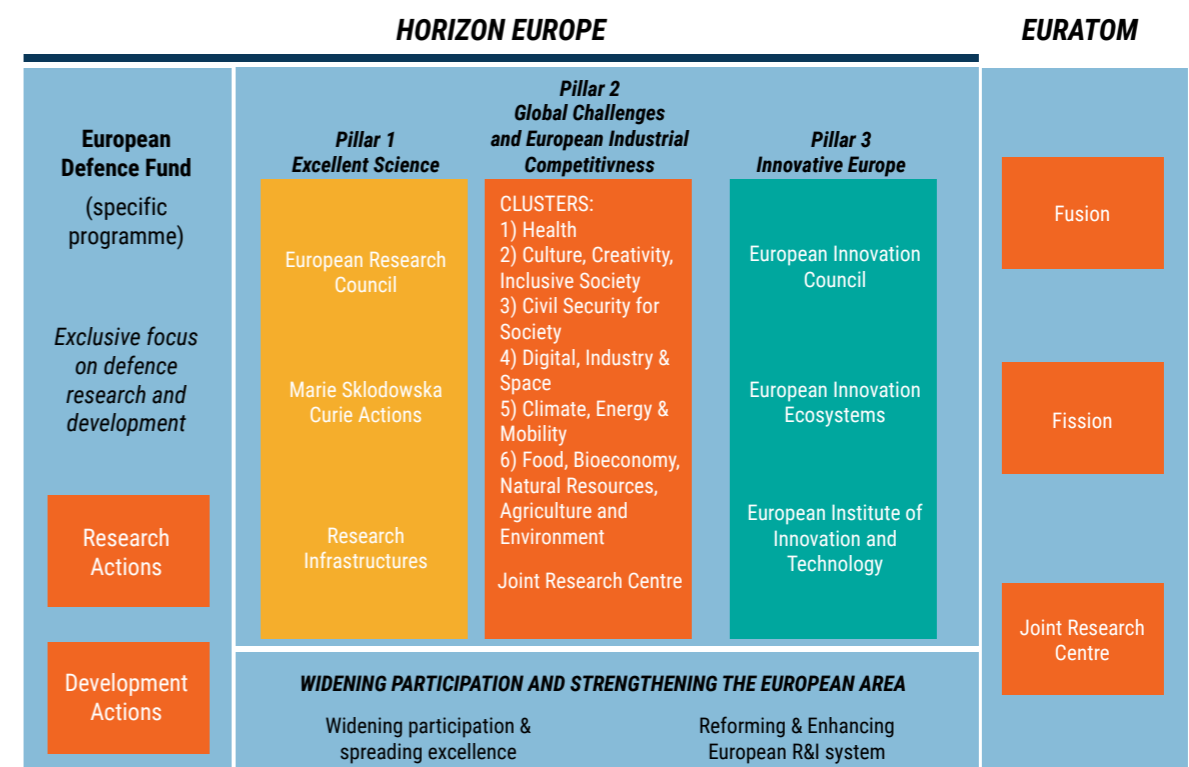 HORIZON EUROPE
EURATOM
European
Defence Fund
(specific
programme)
Exclusive focus
on defence
research and
development
Research
Actions
Development
Actions
Pillar 1
Excellent Science
European Research
Council
Marie Sklodowska
Curie Actions
Research
Infrastructures
Pillar 2
Global Challenges
and European Industrial
Competitivness
CLUSTERS:
1) Health
2) Culture, Creativity,
Inclusive Society
3) Civil Security for
Society
4) Digital, Industry &
Space
5) Climate, Energy &
Mobility
6) Food, Bioeconomy,
Natural Resources,
Agriculture and
Environment
Joint Research Centre
Pillar 3
Innovative Europe
European Innovation
Council
European Innovation
Ecosystems
European Institute of
Innovation and
Technology
WIDENING PARTICIPATION AND STRENGTHENING THE EUROPEAN AREA
Widening participation &
spreading excellence
Reforming & Enhancing
European R&I system
Fusion
Fission
Joint Research
Centre